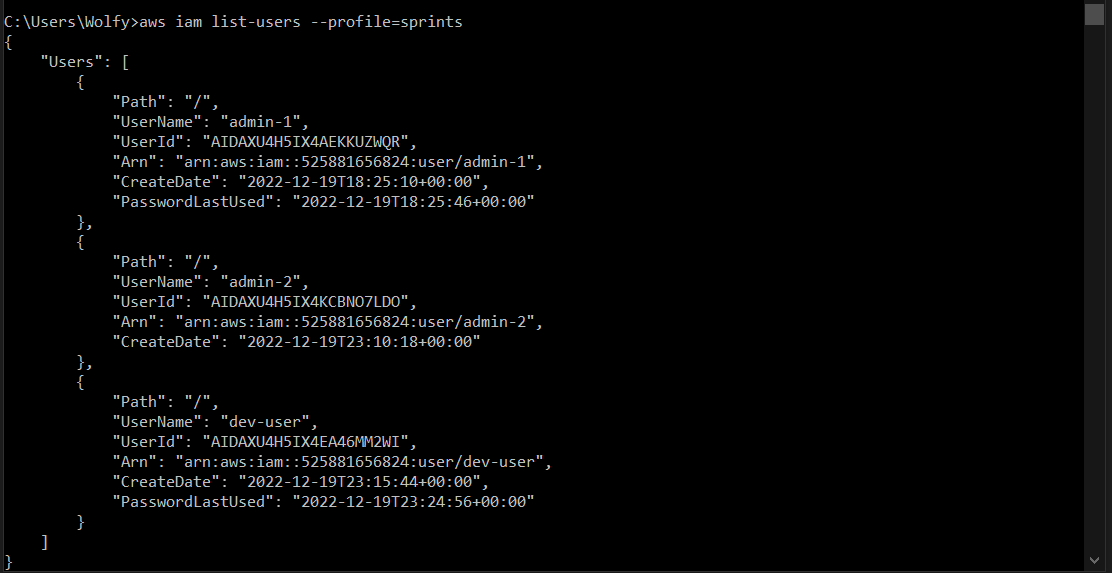 C:\Users\Wolfy>aws iam list-users --profile=sprints
{
    "Users": [
        {
            "Path": "/",
            "UserName": "admin-1",
            "UserId": "AIDAXU4H5IX4AEKKUZWQR",
            "Arn": "arn:aws:iam::525881656824:user/admin-1",
            "CreateDate": "2022-12-19T18:25:10+00:00",
            "PasswordLastUsed": "2022-12-19T18:25:46+00:00"
        },
        {
            "Path": "/",
            "UserName": "admin-2",
            "UserId": "AIDAXU4H5IX4KCBNO7LDO",
            "Arn": "arn:aws:iam::525881656824:user/admin-2",
            "CreateDate": "2022-12-19T23:10:18+00:00"
        },
        {
            "Path": "/",
            "UserName": "dev-user",
            "UserId": "AIDAXU4H5IX4EA46MM2WI",
            "Arn": "arn:aws:iam::525881656824:user/dev-user",
            "CreateDate": "2022-12-19T23:15:44+00:00",
            "PasswordLastUsed": "2022-12-19T23:24:56+00:00"
        }
    ]
}